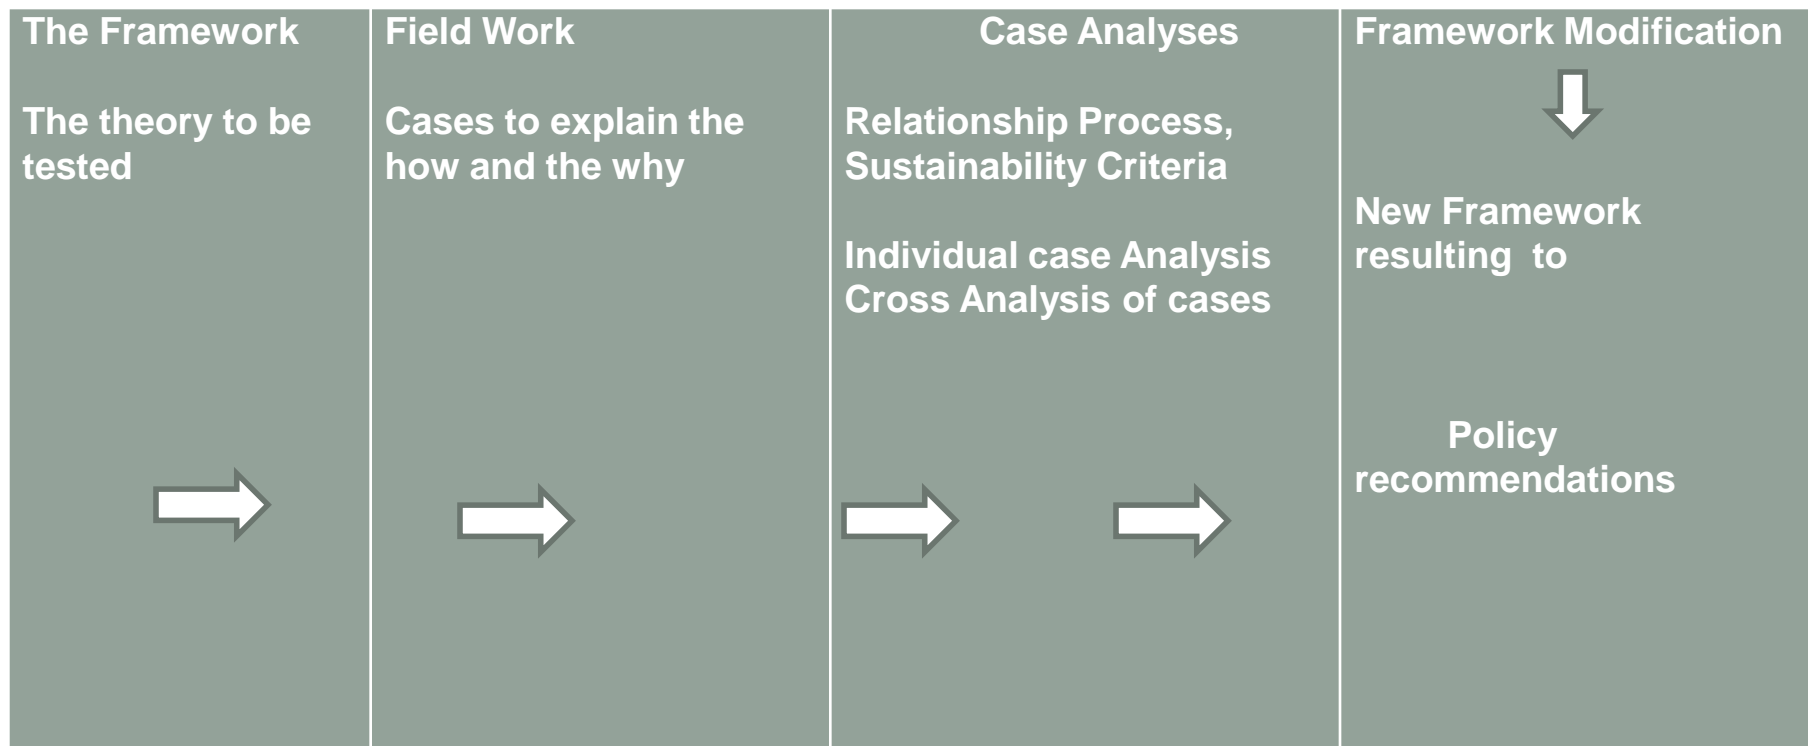 The Framework
The theory to be
tested
Field Work
Cases to explain the
how and the why
Case Analyses
Relationship Process,
Sustainability Criteria
Individual case Analysis
Cross Analysis of cases
Framework Modification
New Framework
resulting to
Policy
recommendations